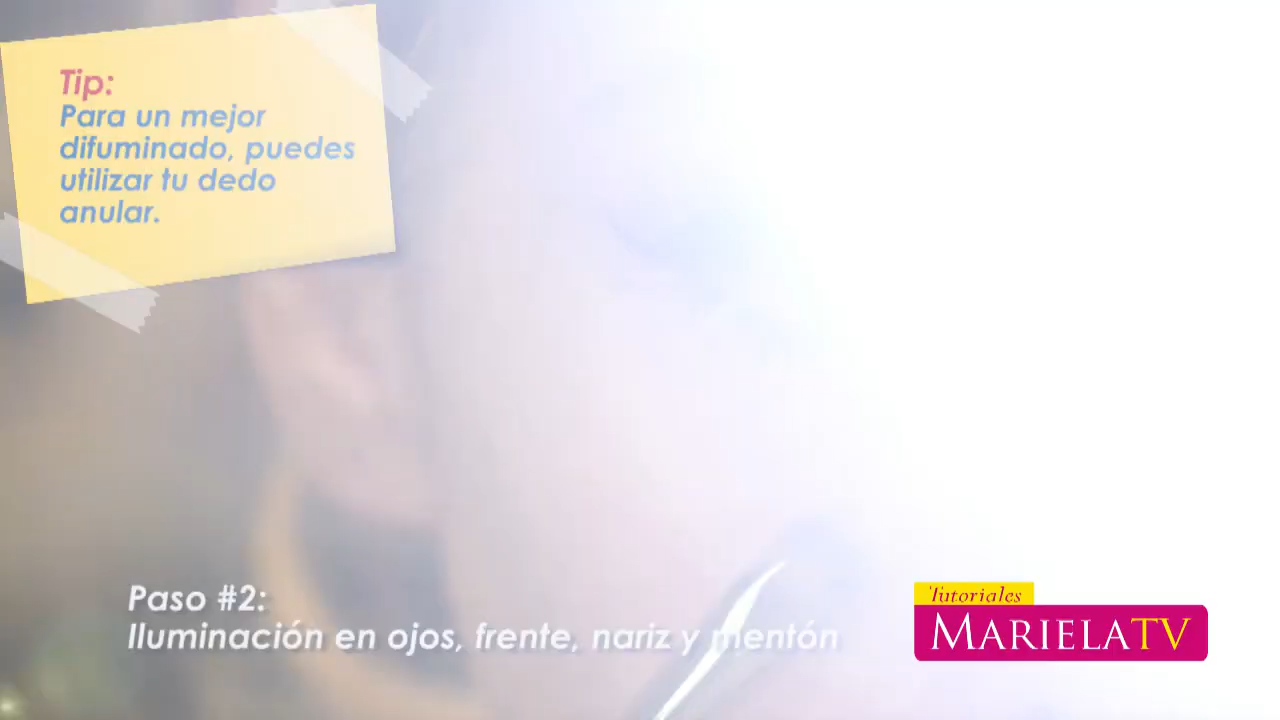 Tip:
Para un mejor
difuminado, puedes
utilizar tu dedo
anular.
Paso #2:
Iluminación en ojos, frente, nariz y mentón
Tutoriales
MARIELATV